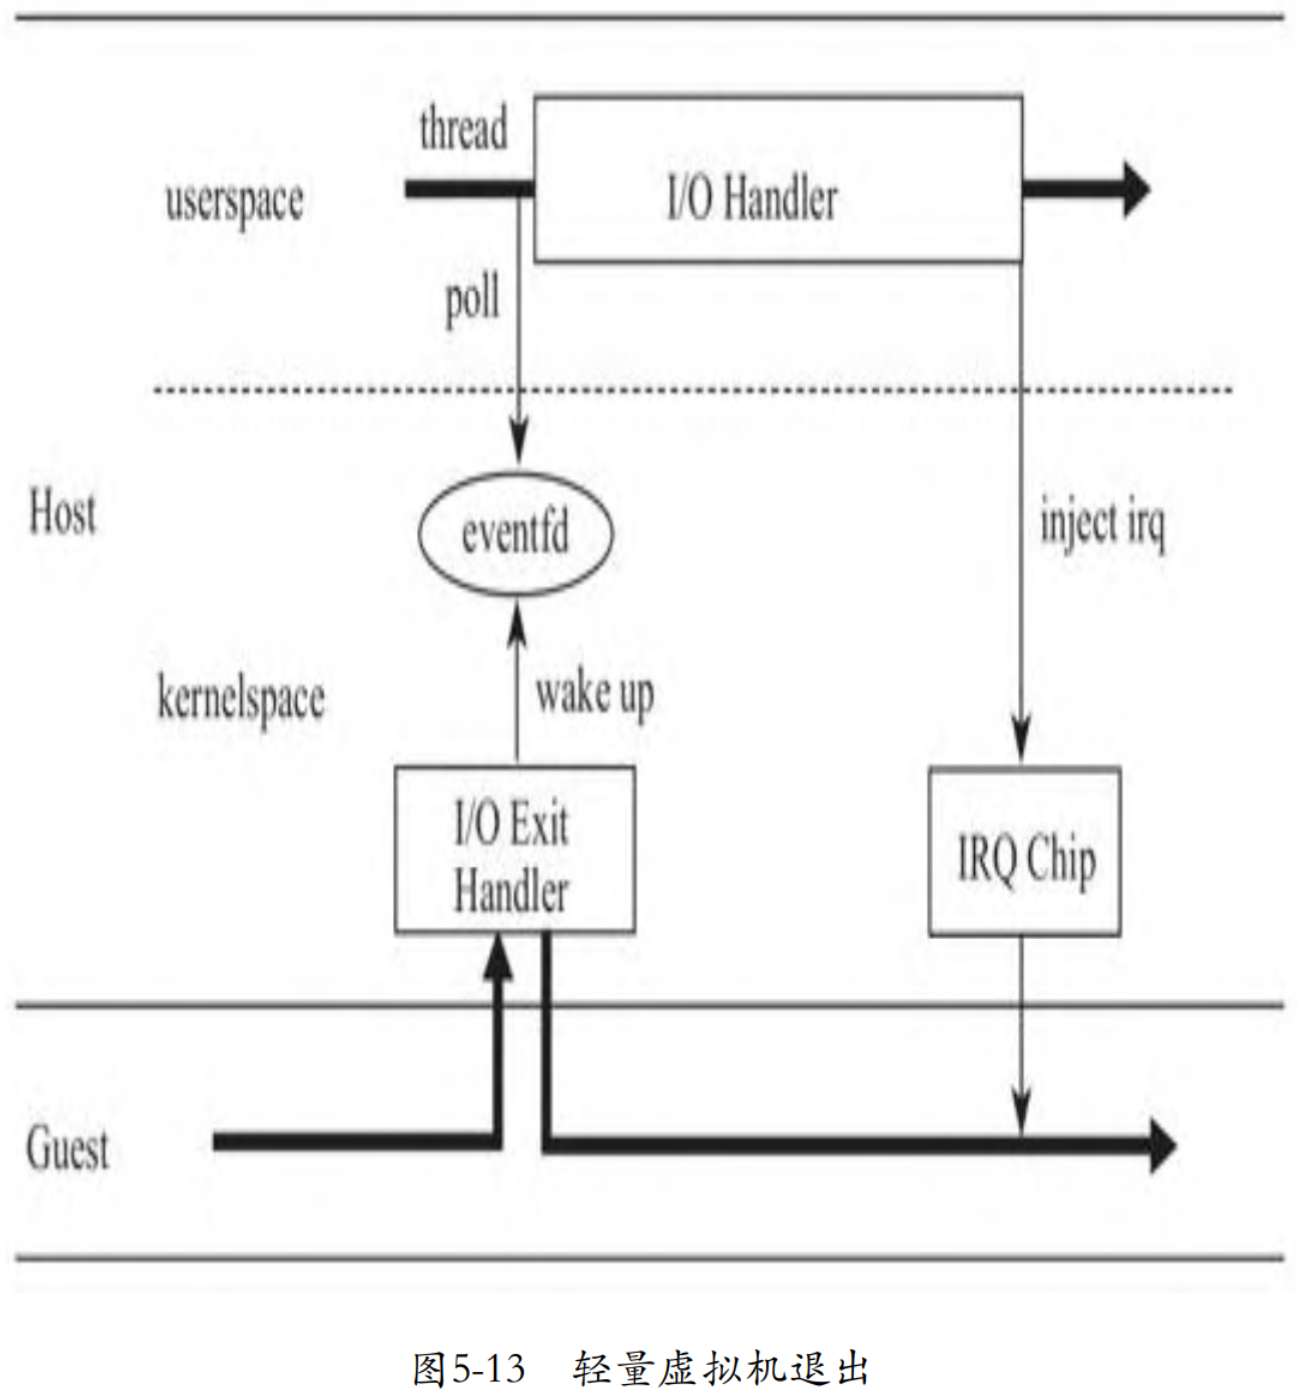 thread
userspace
I/O Handler
poll
Host
eventfd
inject irq
kernelspace
wake up
I/O Exit
Handler
IRQ Chip
Guest
图5-13 轻量虚拟机退出